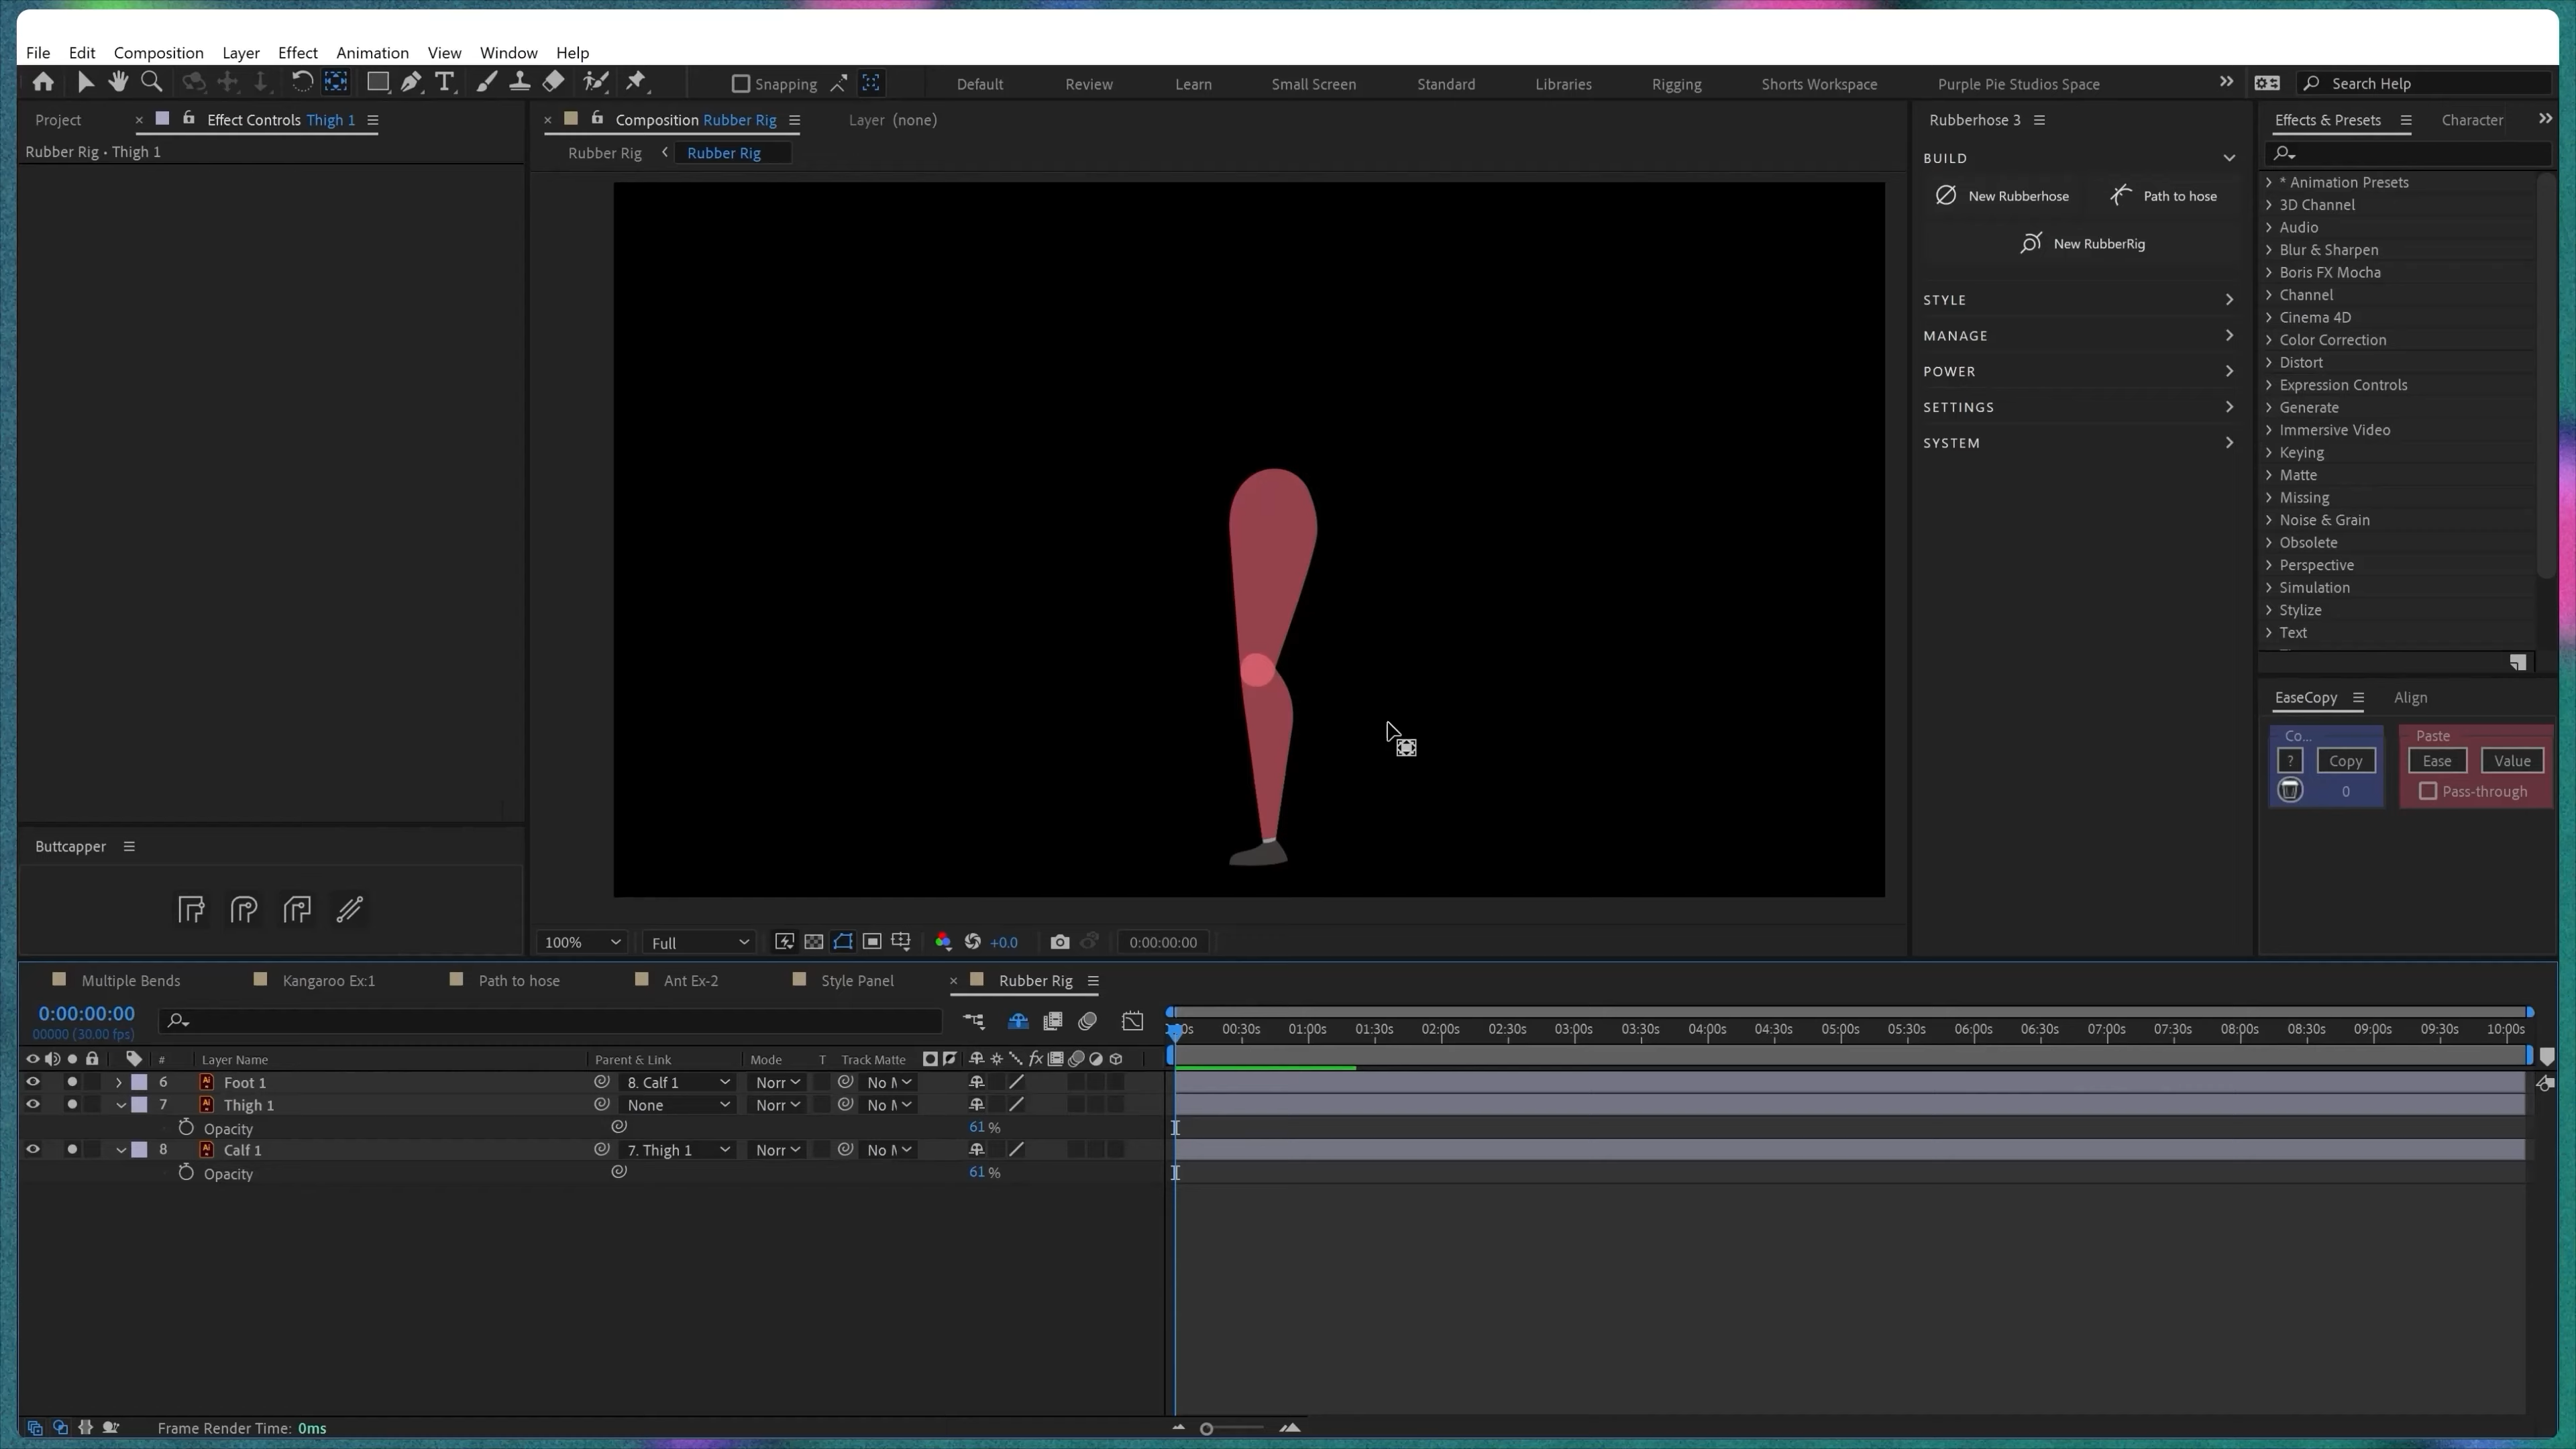 File Edit Composition Layer Effect Animation View Window Help
Snapping Default Review Learn Small Screen Standard Libraries Rigging Shorts Workspace Purple Pie Studios Space Search Help
Project Effect Controls Thigh 1
Rubber Rig • Thigh 1
Composition Rubber Rig Layer (none)
Rubber Rig Rubber Rig
Rubberhose 3
BUILD
New Rubberhose Path to hose
New RubberRig
STYLE
MANAGE
POWER
SETTINGS
SYSTEM
Effects & Presets Character
* Animation Presets
3D Channel
Audio
Blur & Sharpen
Boris FX Mocha
Channel
Cinema 4D
Color Correction
Distort
Expression Controls
Generate
Immersive Video
Keying
Matte
Missing
Noise & Grain
Obsolete
Perspective
Simulation
Stylize
Text
EaseCopy Align
Co... Paste
? Copy Ease Value
0 Pass-through
Buttcapper
100% Full +0.0 0:00:00:00
Multiple Bends Kangaroo Ex:1 Path to hose Ant Ex-2 Style Panel Rubber Rig
0:00:00:00
00000 (30.00 fps)
00:30s 01:00s 01:30s 02:00s 02:30s 03:00s 03:30s 04:00s 04:30s 05:00s 05:30s 06:00s 06:30s 07:00s 07:30s 08:00s 08:30s 09:00s 09:30s 10:00s
# Layer Name Parent & Link Mode T Track Matte fx
6 Ai Foot 1 8. Calf 1 Norr No M
7 Ai Thigh 1 None Norr No M
Opacity 61 %
8 Ai Calf 1 7. Thigh 1 Norr No M
Opacity 61 %
Frame Render Time: 0ms